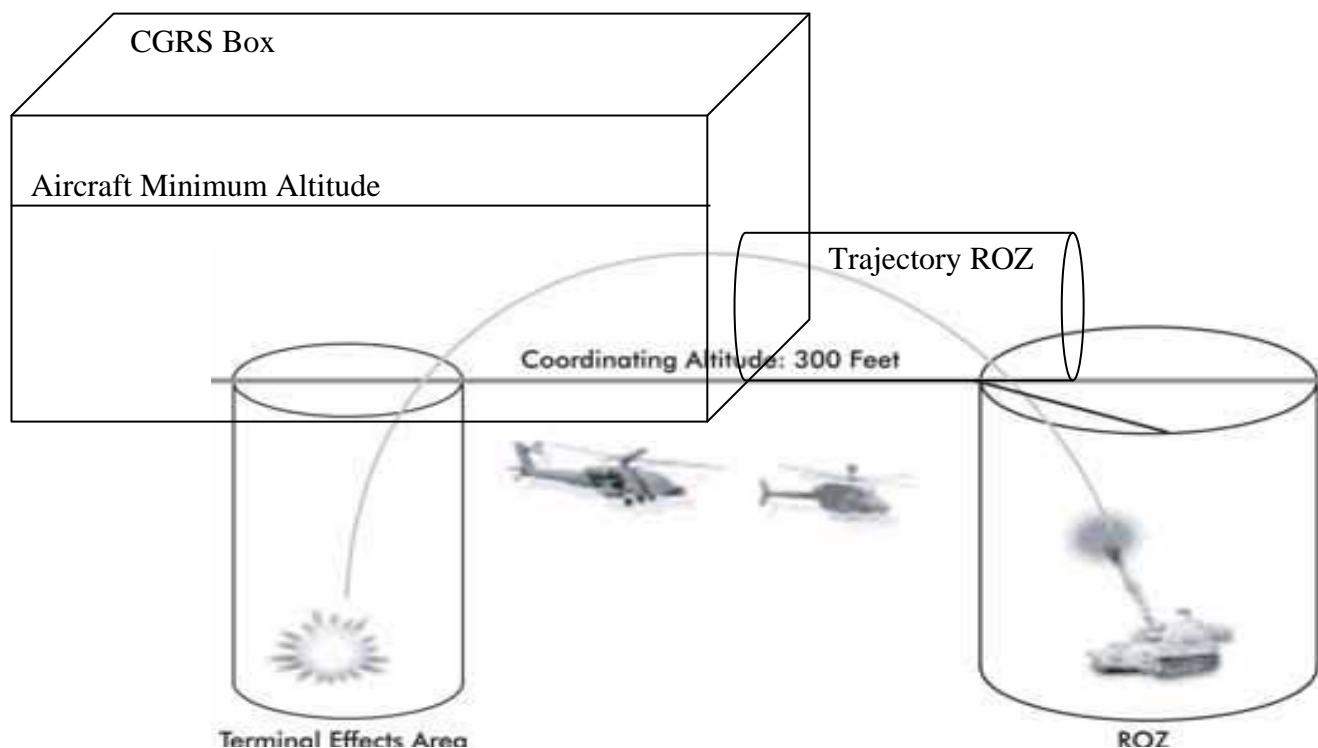 CGRS Box
Aircraft Minimum Altitude
Trajectory ROZ
Coordinating Altitude: 300 Feet
Terminal Effects Area
ROZ